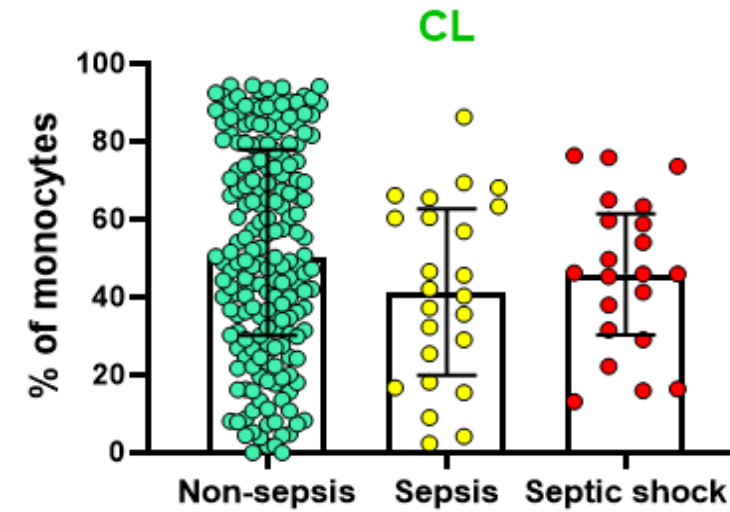 CL
% of monocytes
100
80
60
40
20
0
Non-sepsis
Sepsis
Septic shock